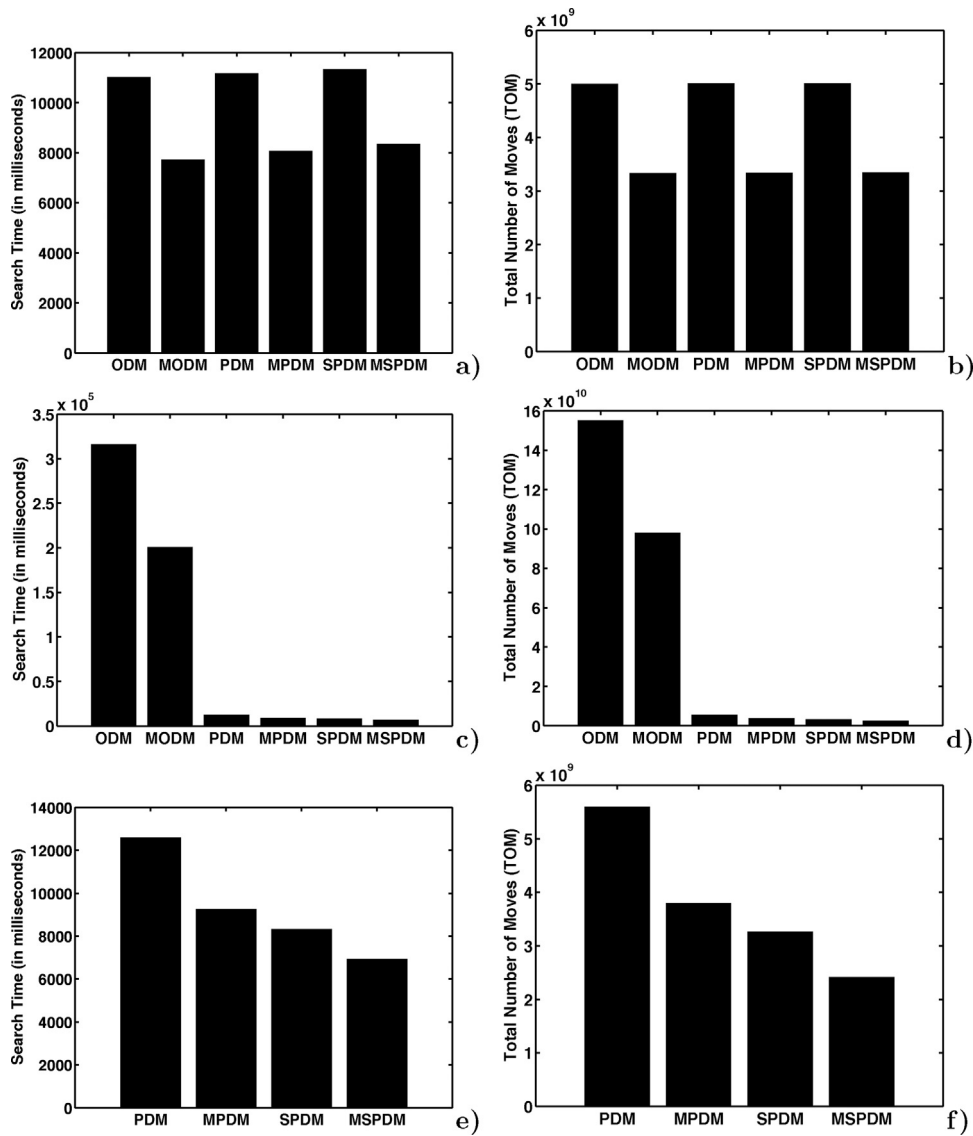 12000
10000
8000
6000
4000
2000
0
Search Time (in milliseconds)
ODM MODM PDM MPDM SPDM MSPDM
a)
x 10^9
6
5
4
3
2
1
0
Total Number of Moves (TOM)
ODM MODM PDM MPDM SPDM MSPDM
b)
x 10^5
3.5
3
2.5
2
1.5
1
0.5
0
Search Time (in milliseconds)
ODM MODM PDM MPDM SPDM MSPDM
c)
x 10^10
16
14
12
10
8
6
4
2
0
Total Number of Moves (TOM)
ODM MODM PDM MPDM SPDM MSPDM
d)
14000
12000
10000
8000
6000
4000
2000
0
Search Time (in milliseconds)
PDM MPDM SPDM MSPDM
e)
x 10^9
6
5
4
3
2
1
0
Total Number of Moves (TOM)
PDM MPDM SPDM MSPDM
f)